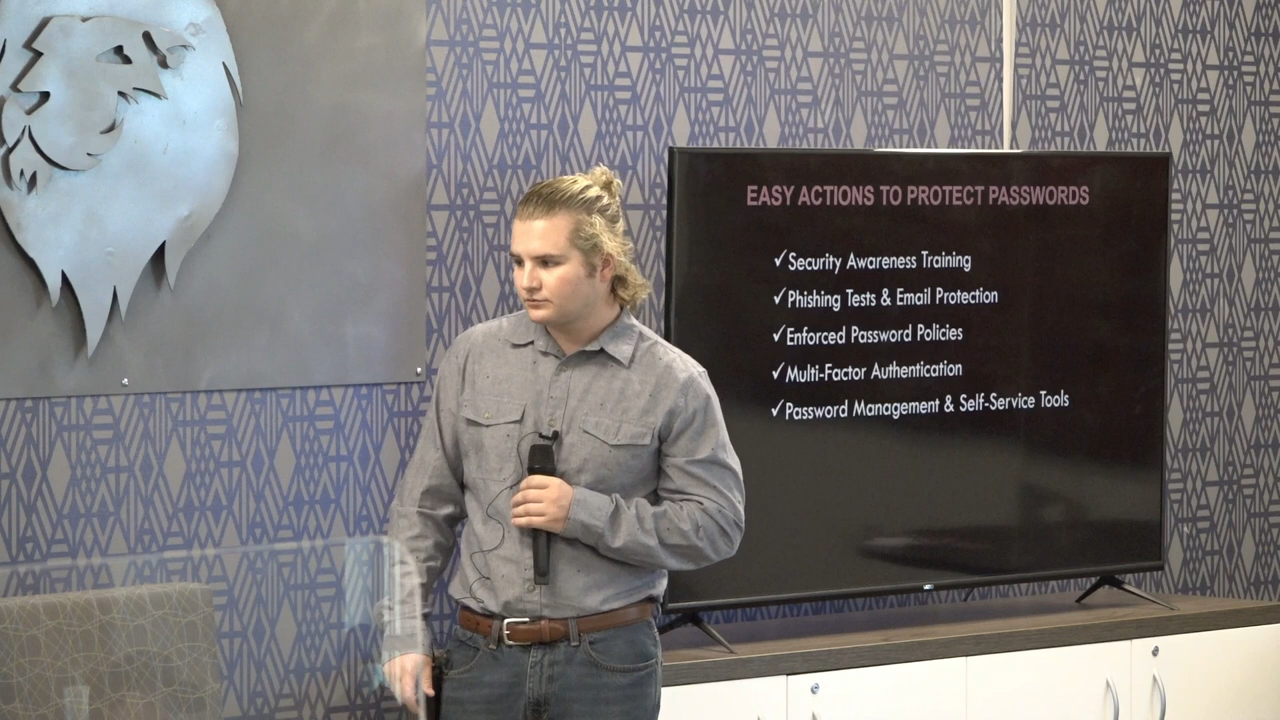 EASY ACTIONS TO PROTECT PASSWORDS
✓Security Awareness Training
✓Phishing Tests & Email Protection
✓Enforced Password Policies
✓Multi-Factor Authentication
✓Password Management & Self-Service Tools